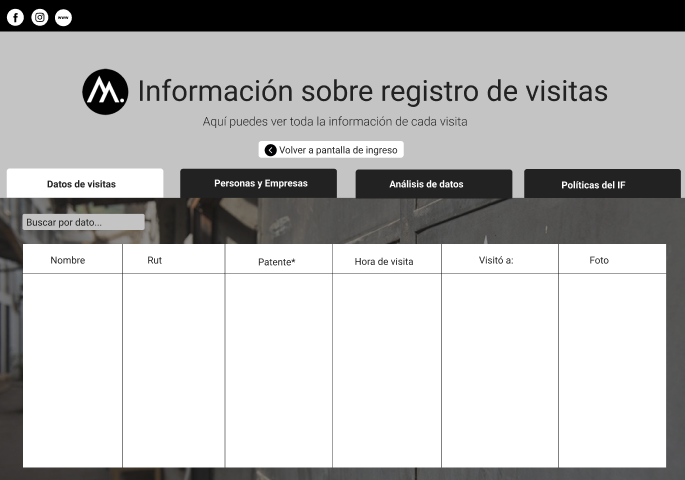 www
M.
Información sobre registro de visitas
Aquí puedes ver toda la información de cada visita
Volver a pantalla de ingreso
Datos de visitas
Personas y Empresas
Análisis de datos
Políticas del IF
Buscar por dato...
Nombre
Rut
Patente*
Hora de visita
Visitó a:
Foto